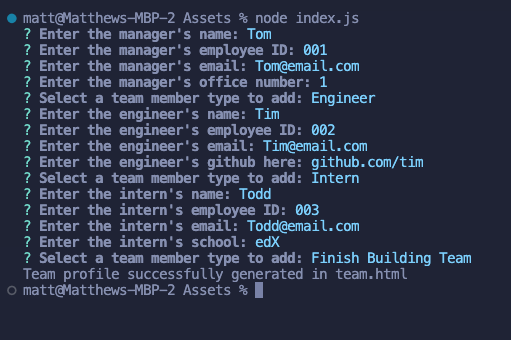 matt@Matthews-MBP-2 Assets % node index.js
? Enter the manager's name: Tom
? Enter the manager's employee ID: 001
? Enter the manager's email: Tom@email.com
? Enter the manager's office number: 1
? Select a team member type to add: Engineer
? Enter the engineer's name: Tim
? Enter the engineer's employee ID: 002
? Enter the engineer's email: Tim@email.com
? Enter the engineer's github here: github.com/tim
? Select a team member type to add: Intern
? Enter the intern's name: Todd
? Enter the intern's employee ID: 003
? Enter the intern's email: Todd@email.com
? Enter the intern's school: edX
? Select a team member type to add: Finish Building Team
Team profile successfully generated in team.html
matt@Matthews-MBP-2 Assets %